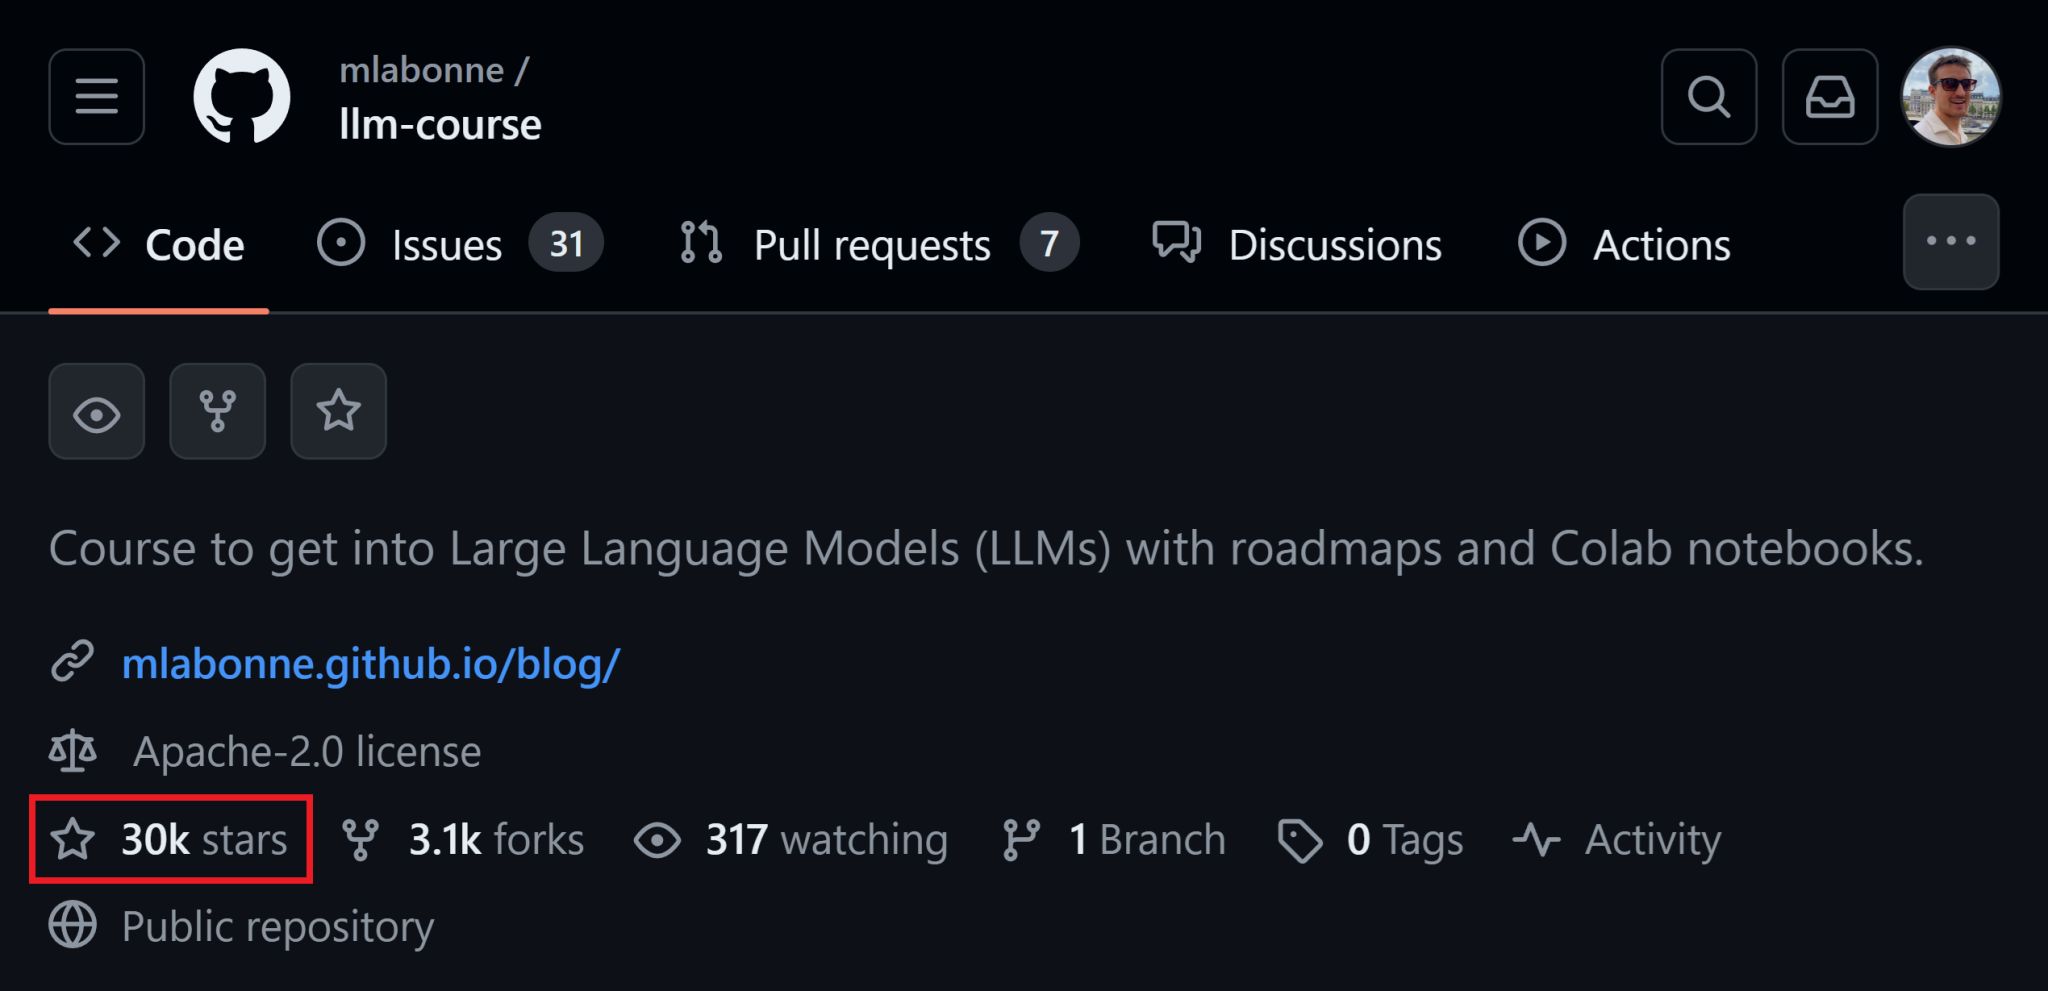 mlabonne /
llm-course
Code Issues 31 Pull requests 7 Discussions Actions
Course to get into Large Language Models (LLMs) with roadmaps and Colab notebooks.
mlabonne.github.io/blog/
Apache-2.0 license
30k stars 3.1k forks 317 watching 1 Branch 0 Tags Activity
Public repository